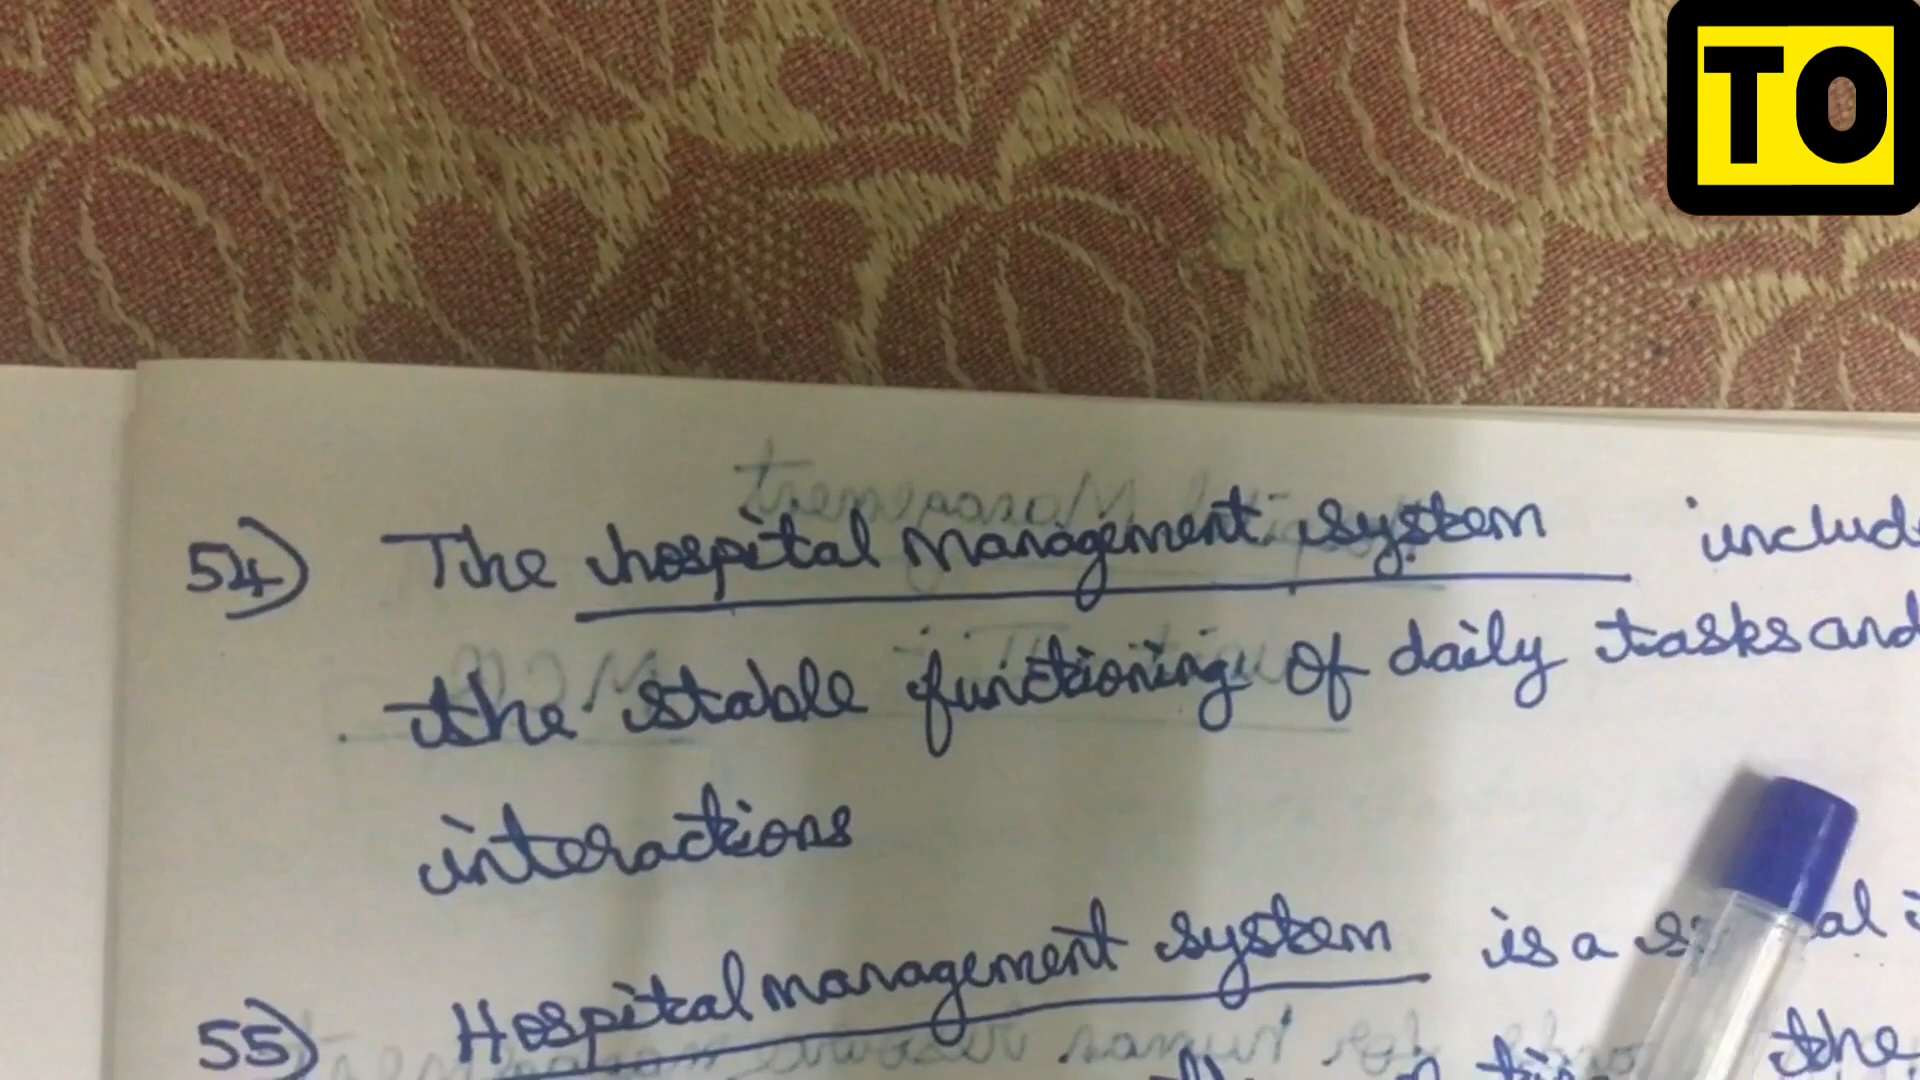 TO
54) The hospital management system includ
the stable functioning of daily tasks and
interactions
55) Hospital management system is a
the